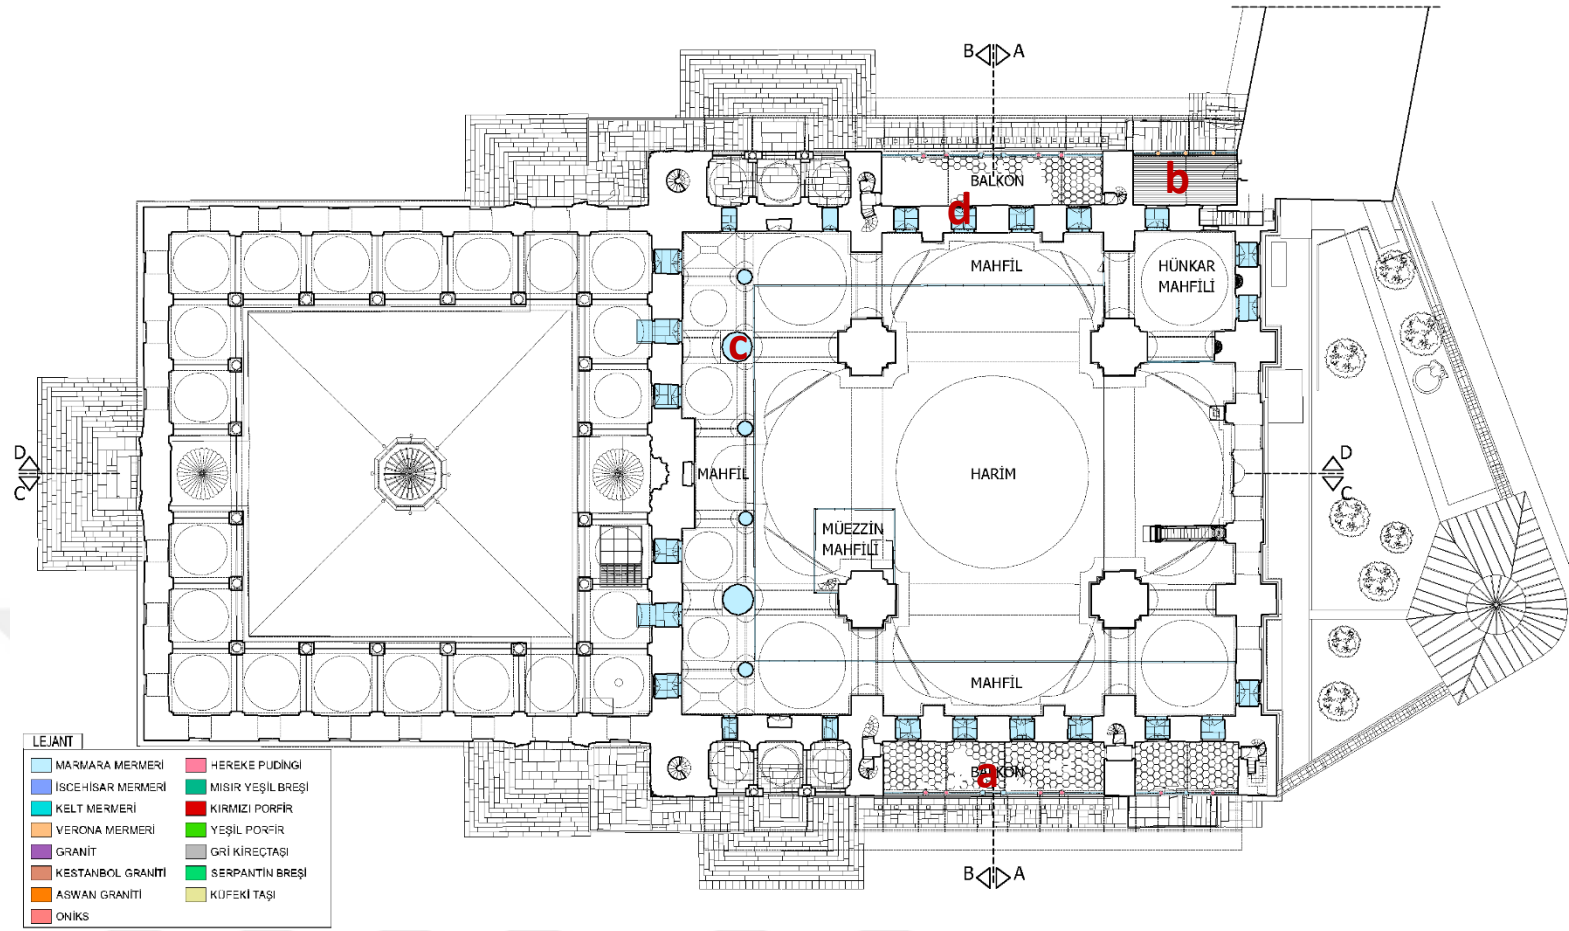 B A
BALKON
b
d
MAHFİL
HÜNKAR
MAHFİLİ
c
D
C
MAHFİL
HARİM
D
C
MÜEZZİN
MAHFİLİ
MAHFİL
BALKON
a
B A
LEJANT
MARMARA MERMERİ
İSCEHİSAR MERMERİ
KELT MERMERİ
VERONA MERMERİ
GRANİT
KESTANBOL GRANİTİ
ASWAN GRANİTİ
ONİKS
HEREKE PUDİNGİ
MISIR YEŞİL BREŞİ
KIRMIZI PORFİR
YEŞİL PORFİR
GRİ KİREÇTAŞI
SERPANTİN BREŞİ
KÜFEKİ TAŞI